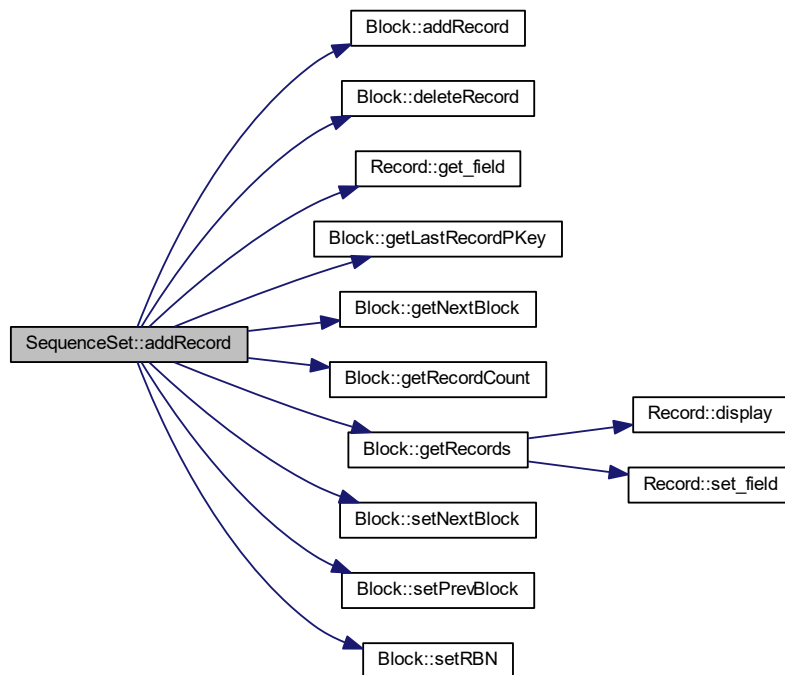 Block::addRecord
Block::deleteRecord
Record::get_field
Block::getLastRecordPKey
Block::getNextBlock
SequenceSet::addRecord
Block::getRecordCount
Record::display
Block::getRecords
Record::set_field
Block::setNextBlock
Block::setPrevBlock
Block::setRBN